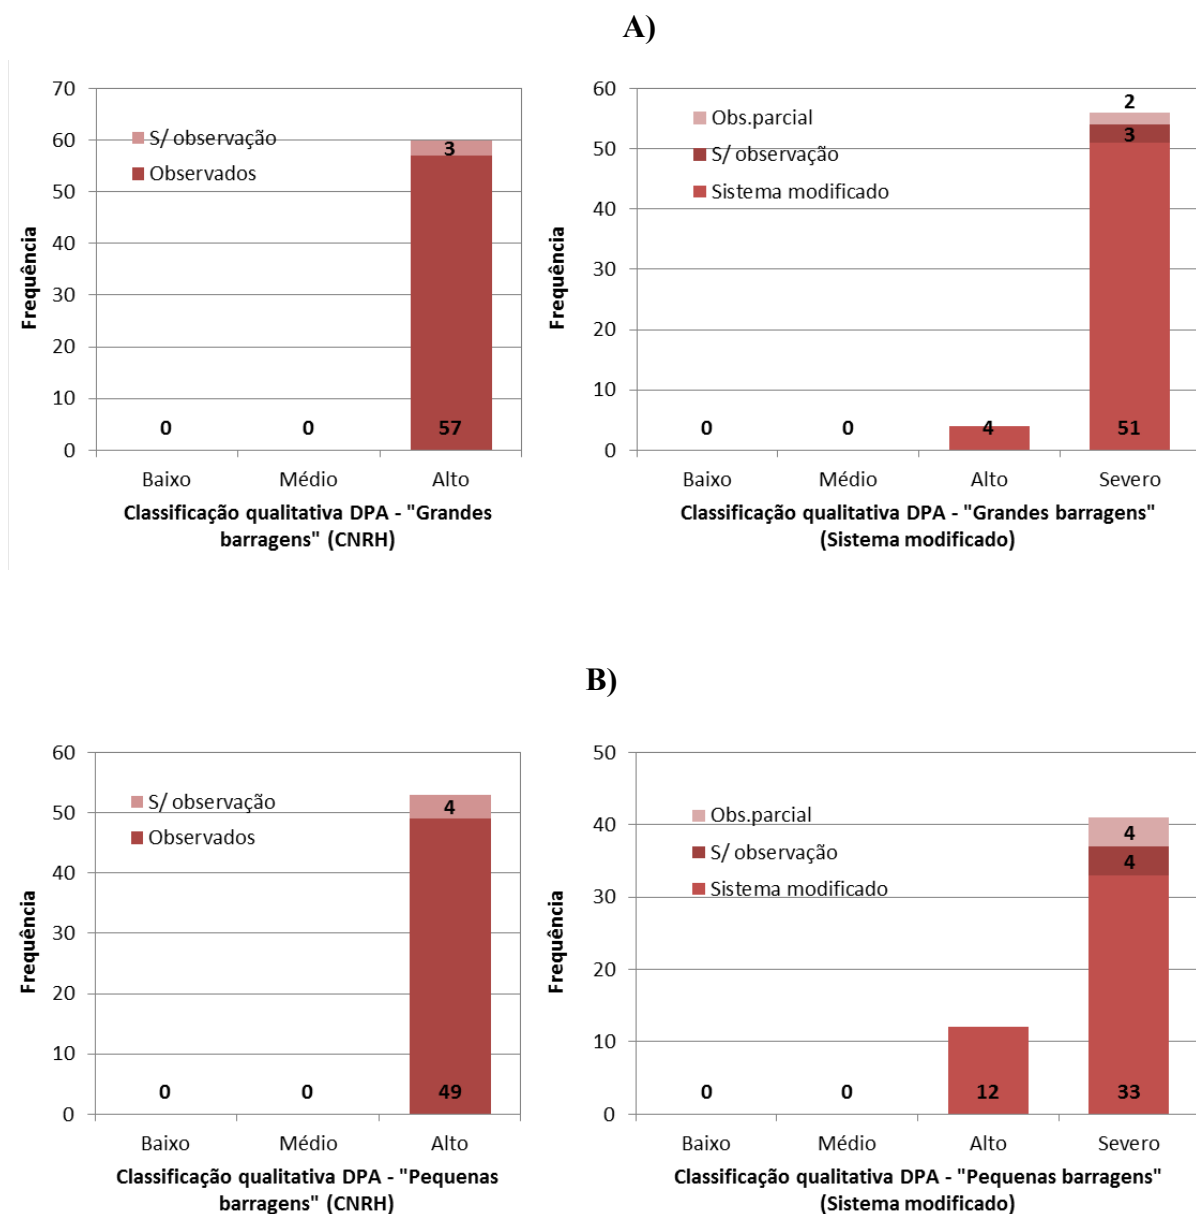 A)
70
60
50
40
30
20
10
0
Frequência
S/ observação
Observados
3
0
0
57
Baixo
Médio
Alto
Classificação qualitativa DPA - "Grandes
barragens" (CNRH)
60
50
40
30
20
10
0
Frequência
Obs.parcial
S/ observação
Sistema modificado
2
3
0
0
4
51
Baixo
Médio
Alto
Severo
Classificação qualitativa DPA - "Grandes barragens"
(Sistema modificado)
B)
60
50
40
30
20
10
0
Frequência
S/ observação
Observados
4
0
0
49
Baixo
Médio
Alto
Classificação qualitativa DPA - "Pequenas
barragens" (CNRH)
50
40
30
20
10
0
Frequência
Obs.parcial
S/ observação
Sistema modificado
4
4
0
0
12
33
Baixo
Médio
Alto
Severo
Classificação qualitativa DPA - "Pequenas barragens"
(Sistema modificado)